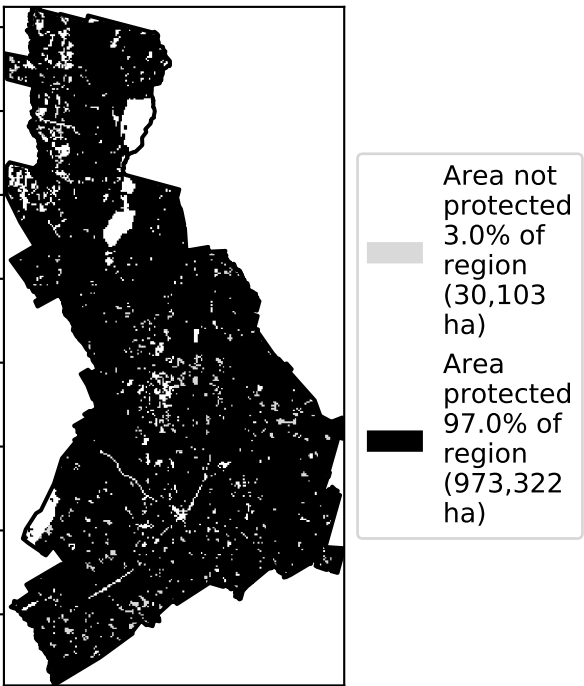 Area not
protected
3.0% of
region
(30,103
ha)
Area
protected
97.0% of
region
(973,322
ha)